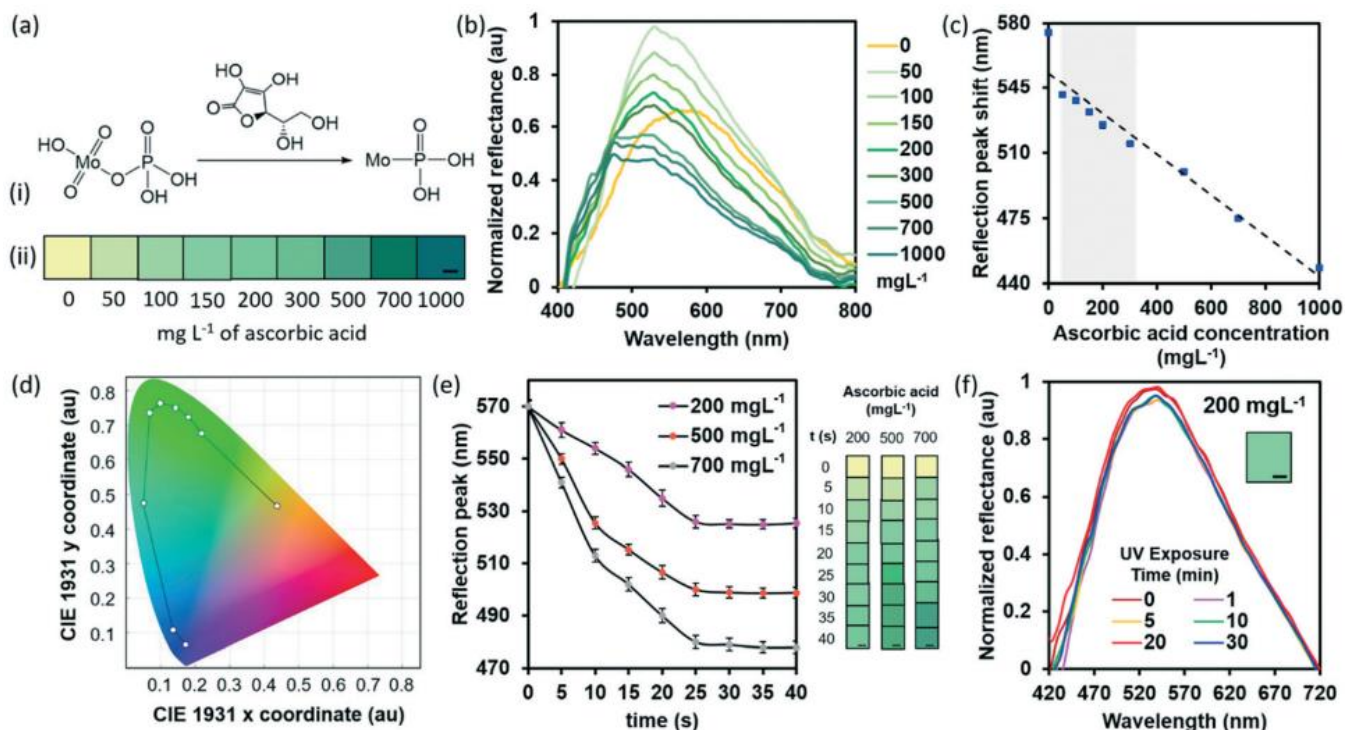 (a)
HO OH
O O OH
HO OH
HO O O
Mo P
O O OH
OH
O
Mo-P-OH
OH
(i)
(ii)
0 50 100 150 200 300 500 700 1000
mg L⁻¹ of ascorbic acid
(b)
Normalized reflectance (au)
1
0.8
0.6
0.4
0.2
0
400 500 600 700 800
Wavelength (nm)
0
50
100
150
200
300
500
700
1000
mgL⁻¹
(c)
Reflection peak shift (nm)
580
545
510
475
440
0 200 400 600 800 1000
Ascorbic acid concentration
(mgL⁻¹)
(d)
CIE 1931 y coordinate (au)
0.8
0.7
0.6
0.5
0.4
0.3
0.2
0.1
0.1 0.2 0.3 0.4 0.5 0.6 0.7 0.8
CIE 1931 x coordinate (au)
(e)
Reflection peak (nm)
570
550
530
510
490
470
0 5 10 15 20 25 30 35 40
time (s)
200 mgL⁻¹
500 mgL⁻¹
700 mgL⁻¹
Ascorbic acid
(mgL⁻¹)
t (s) 200 500 700
0
5
10
15
20
25
30
35
40
(f)
Normalized reflectance (au)
1
0.8
0.6
0.4
0.2
0
200 mgL⁻¹
UV Exposure
Time (min)
0 1
5 10
20 30
420 470 520 570 620 670 720
Wavelength (nm)